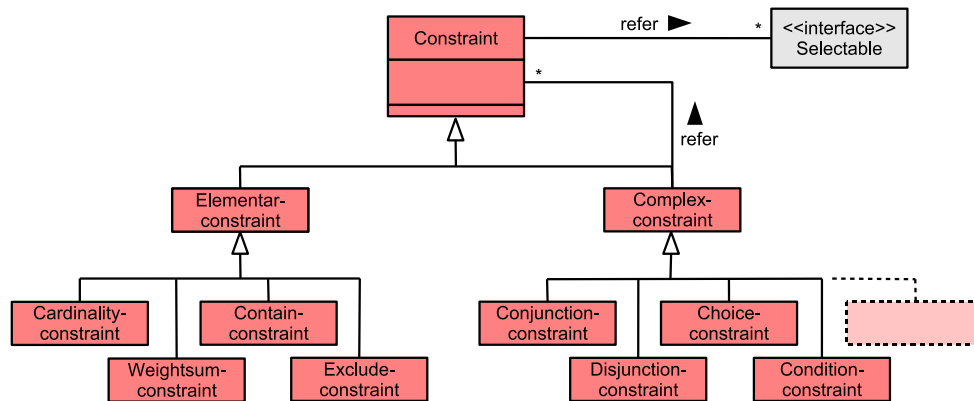 Constraint
refer
*
<<interface>>
Selectable
*
refer
Elementar-
constraint
Complex-
constraint
Cardinality-
constraint
Contain-
constraint
Conjunction-
constraint
Choice-
constraint
Weightsum-
constraint
Exclude-
constraint
Disjunction-
constraint
Condition-
constraint